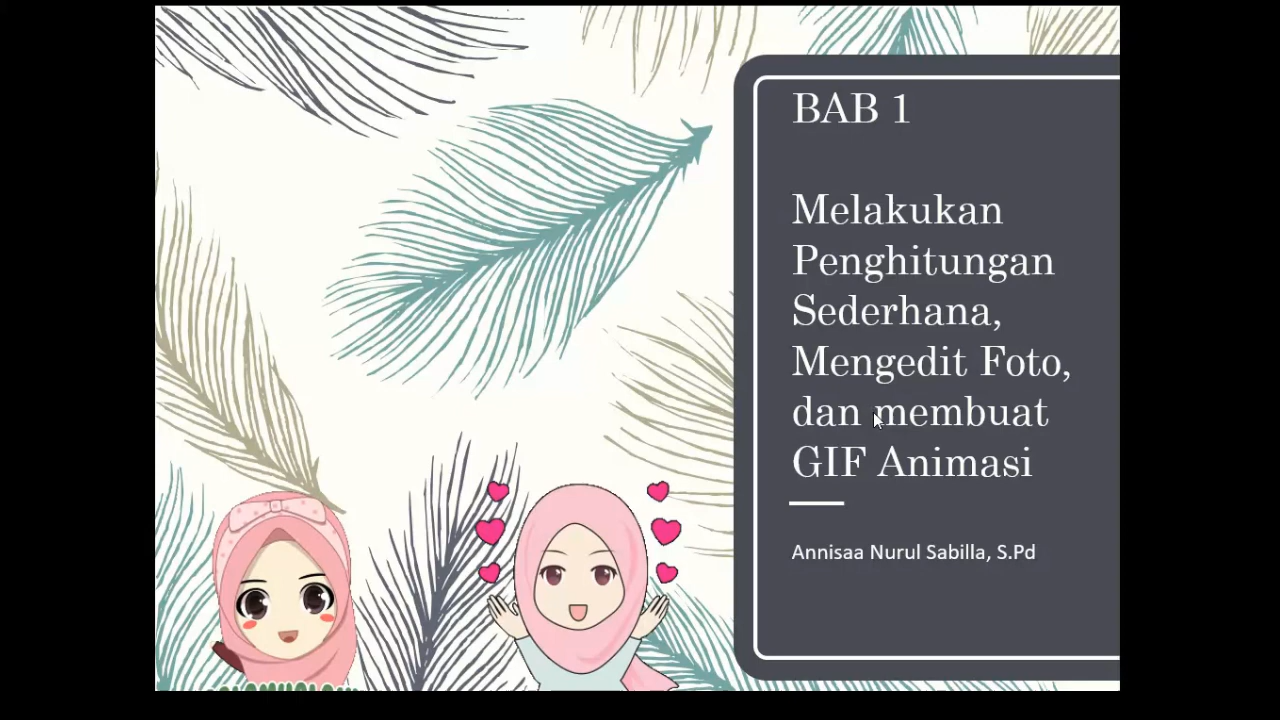 BAB 1
Melakukan
Penghitungan
Sederhana,
Mengedit Foto,
dan membuat
GIF Animasi
Annisaa Nurul Sabilla, S.Pd